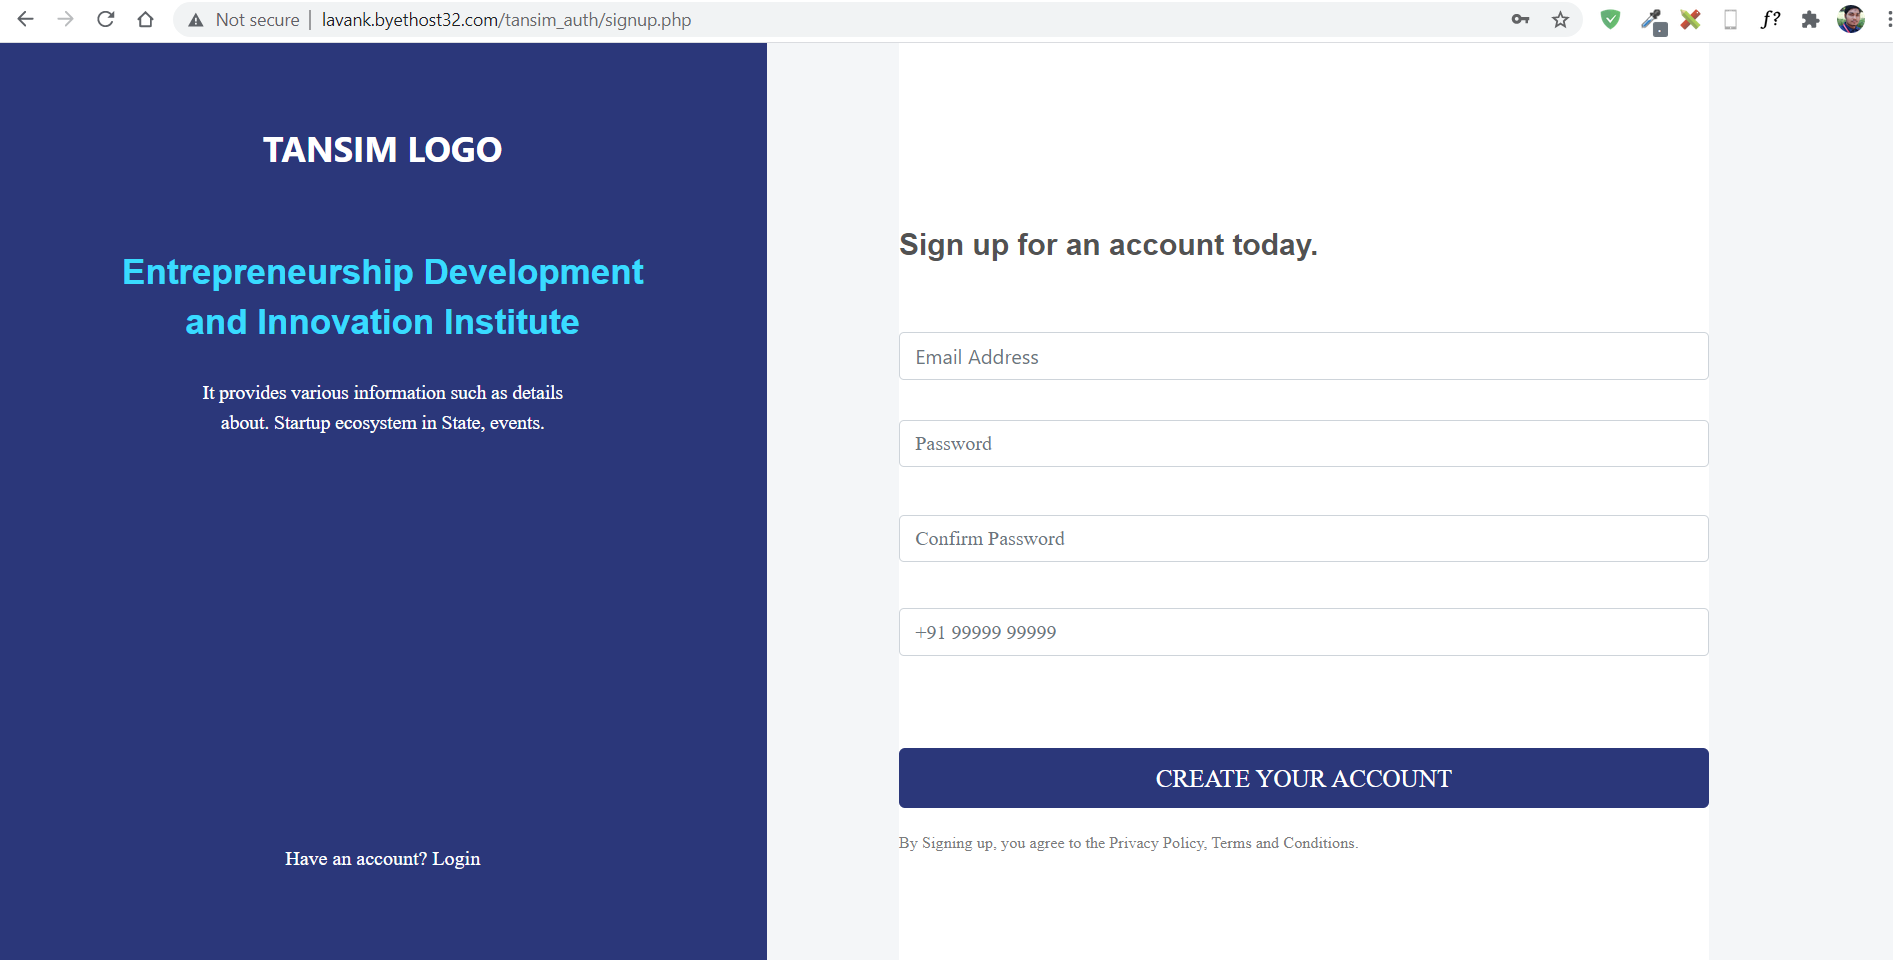 Not secure | lavank.byethost32.com/tansim_auth/signup.php
f?
TANSIM LOGO
Entrepreneurship Development
and Innovation Institute
It provides various information such as details
about. Startup ecosystem in State, events.
Have an account? Login
Sign up for an account today.
Email Address
Password
Confirm Password
+91 99999 99999
CREATE YOUR ACCOUNT
By Signing up, you agree to the Privacy Policy, Terms and Conditions.